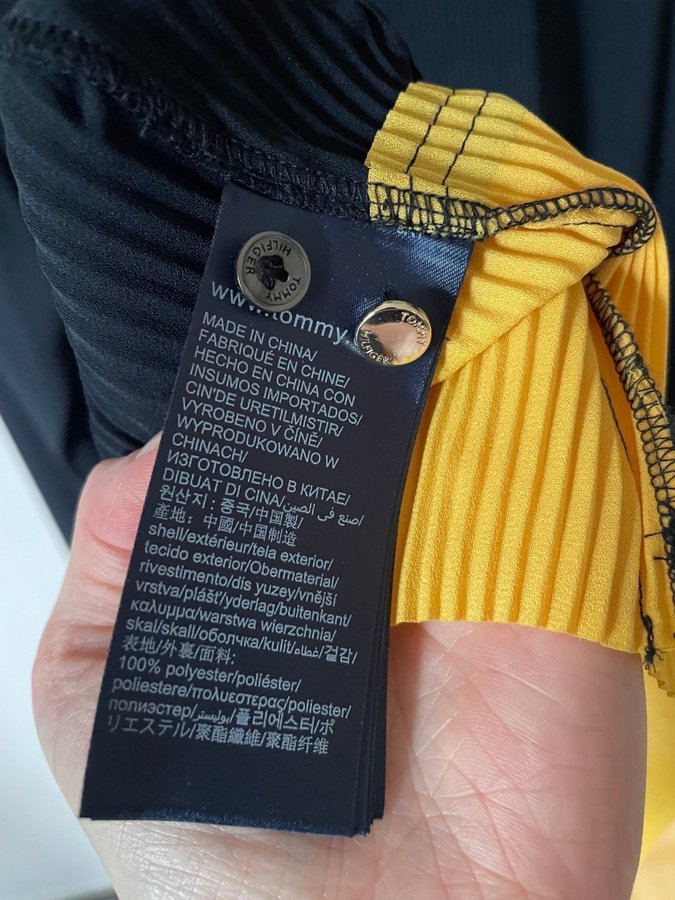 TOMMY HILFIGER
TOMMY HILFIGER
www.tommy.
MADE IN CHINA/
FABRIQUÉ EN CHINE/
HECHO EN CHINA CON
INSUMOS IMPORTADOS/
CIN'DE URETILMISTIR/
VYROBENO V ČÍNĚ/
WYPRODUKOWANO W
CHINACH/
ИЗГОТОВЛЕНО В КИТАЕ/
DIBUAT DI CINA/صنع في الصين/
원산지 : 중국/中国製/
產地：中國/中国制造
shell/extérieur/tela exterior/
tecido exterior/Obermaterial/
rivestimento/dis yuzey/vnější
vrstva/plášť/yderlag/buitenkant/
καλυμμα/warstwa wierzchnia/
skal/skall/оболчка/kulit/غطاء/겉감/
表地/外裏/面料:
100% polyester/poliéster/
poliestere/πολυεστερας/poliester/
полиэстер/بوليستر/폴리에스터/ポ
リエステル/聚酯纖維/聚酯纤维